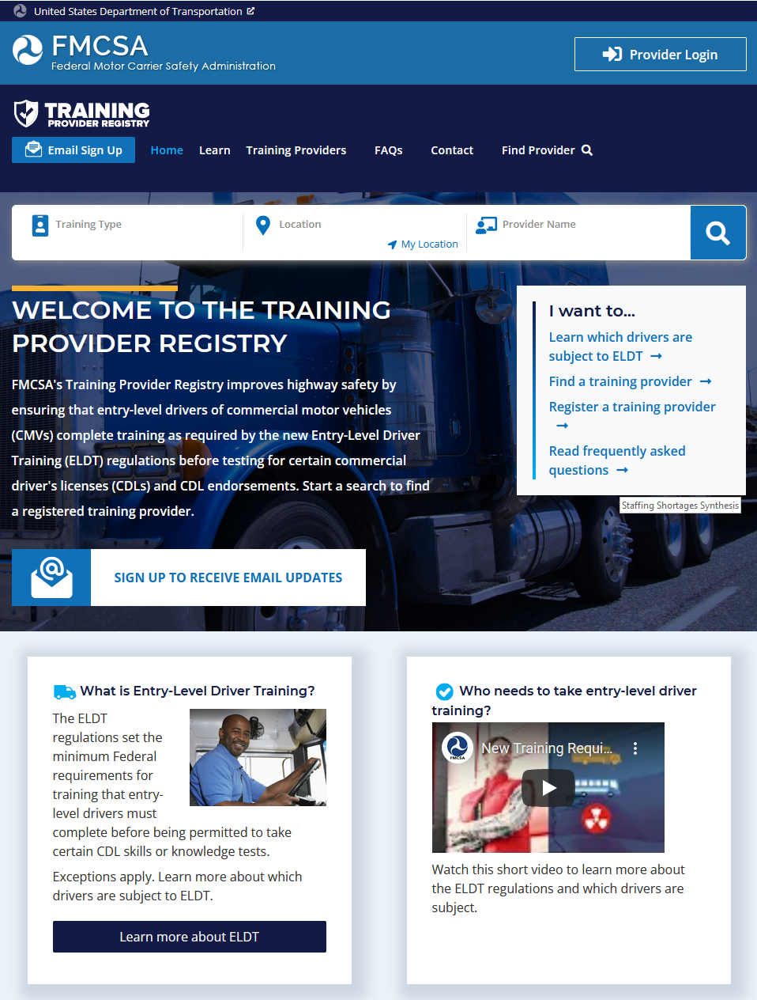 United States Department of Transportation
FMCSA
Federal Motor Carrier Safety Administration
Provider Login
TRAINING
PROVIDER REGISTRY
Email Sign Up
Home
Learn
Training Providers
FAQs
Contact
Find Provider
Training Type
Location
My Location
Provider Name
WELCOME TO THE TRAINING
PROVIDER REGISTRY
FMCSA's Training Provider Registry improves highway safety by
ensuring that entry-level drivers of commercial motor vehicles
(CMVs) complete training as required by the new Entry-Level Driver
Training (ELDT) regulations before testing for certain commercial
driver's licenses (CDLs) and CDL endorsements. Start a search to find
a registered training provider.
SIGN UP TO RECEIVE EMAIL UPDATES
I want to...
Learn which drivers are
subject to ELDT →
Find a training provider →
Register a training provider
→
Read frequently asked
questions →
Staffing Shortages Synthesis
What is Entry-Level Driver Training?
The ELDT
regulations set the
minimum Federal
requirements for
training that entry-
level drivers must
complete before being permitted to take
certain CDL skills or knowledge tests.
Exceptions apply. Learn more about which
drivers are subject to ELDT.
Learn more about ELDT
Who needs to take entry-level driver
training?
FMCSA
New Training Requi...
Watch this short video to learn more about
the ELDT regulations and which drivers are
subject.